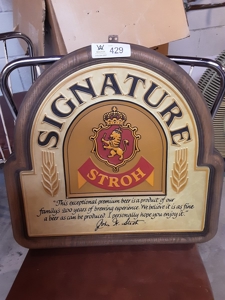 429
SIGNATURE
STROH
"This exceptional premium beer is a product of our
family's 200 years of brewing experience. We believe it is as fine
a beer as can be produced. I personally hope you enjoy it."